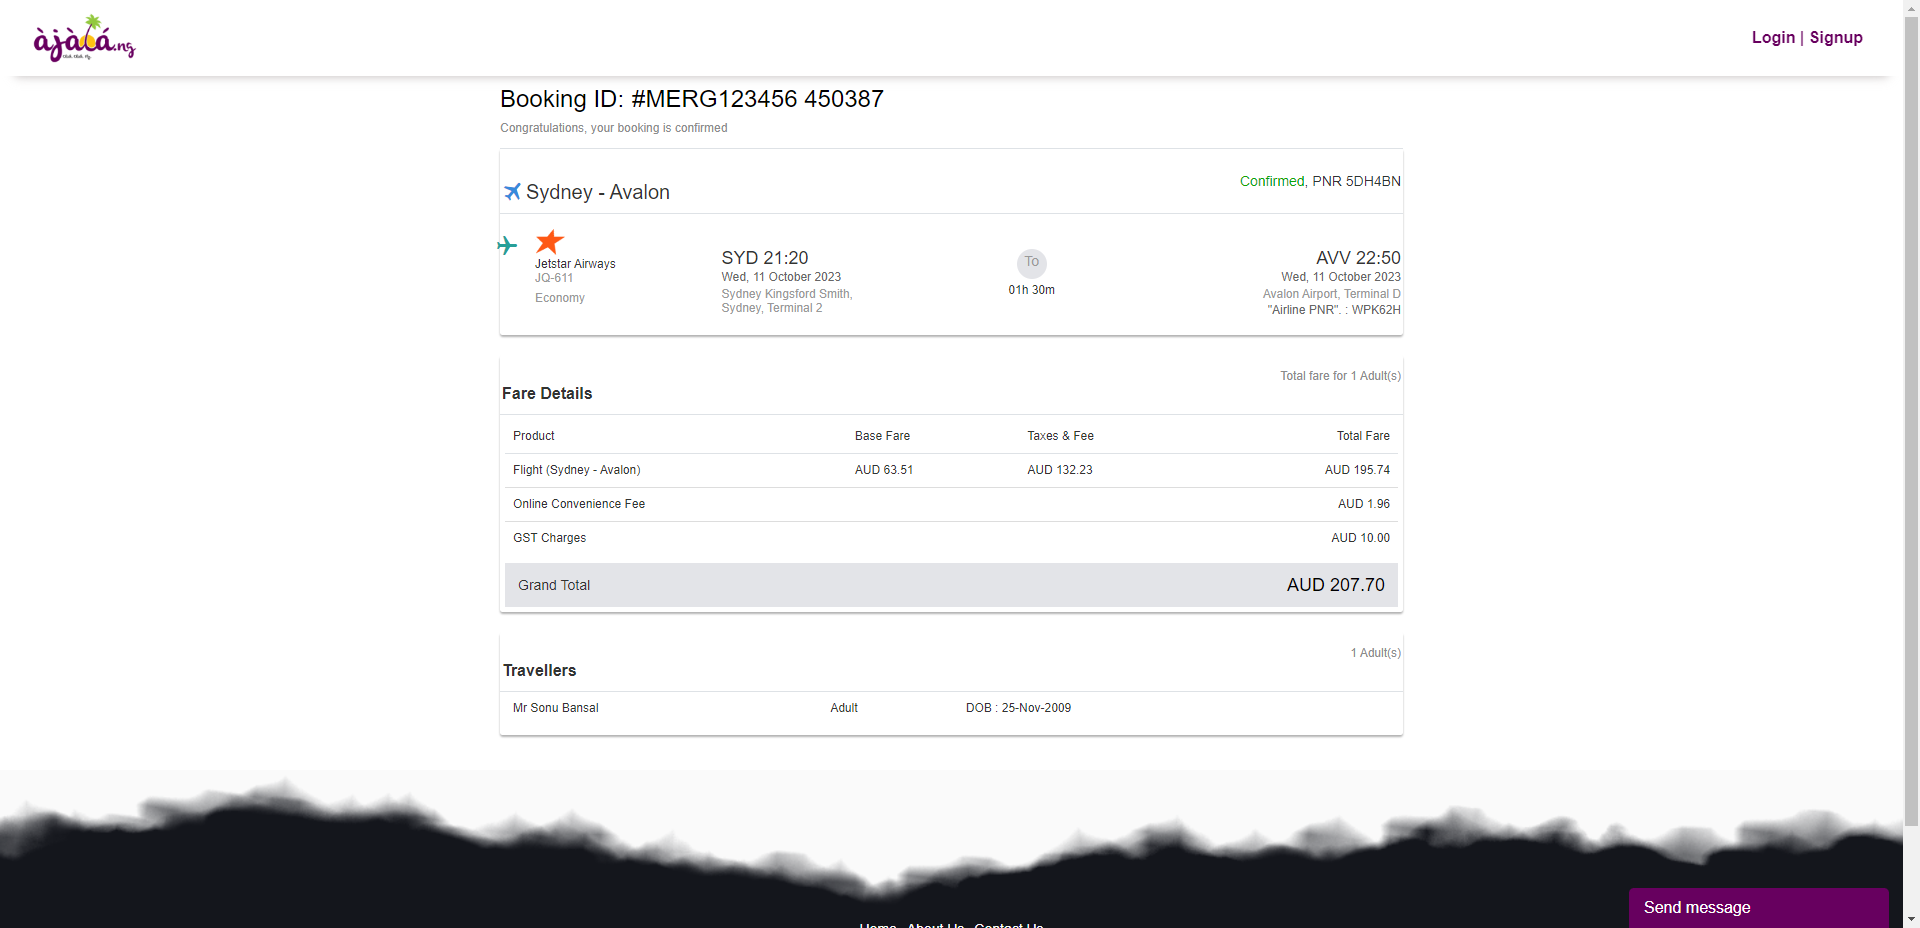 àjàlá.ng
Login | Signup
Booking ID: #MERG123456 450387
Congratulations, your booking is confirmed
Sydney - Avalon
Confirmed, PNR 5DH4BN
Jetstar Airways
JQ-611
Economy
SYD 21:20
Wed, 11 October 2023
Sydney Kingsford Smith,
Sydney, Terminal 2
To
01h 30m
AVV 22:50
Wed, 11 October 2023
Avalon Airport, Terminal D
"Airline PNR". : WPK62H
Fare Details
Total fare for 1 Adult(s)
Product Base Fare Taxes & Fee Total Fare
Flight (Sydney - Avalon) AUD 63.51 AUD 132.23 AUD 195.74
Online Convenience Fee AUD 1.96
GST Charges AUD 10.00
Grand Total AUD 207.70
Travellers
1 Adult(s)
Mr Sonu Bansal Adult DOB : 25-Nov-2009
Send message
Home About Us Contact Us